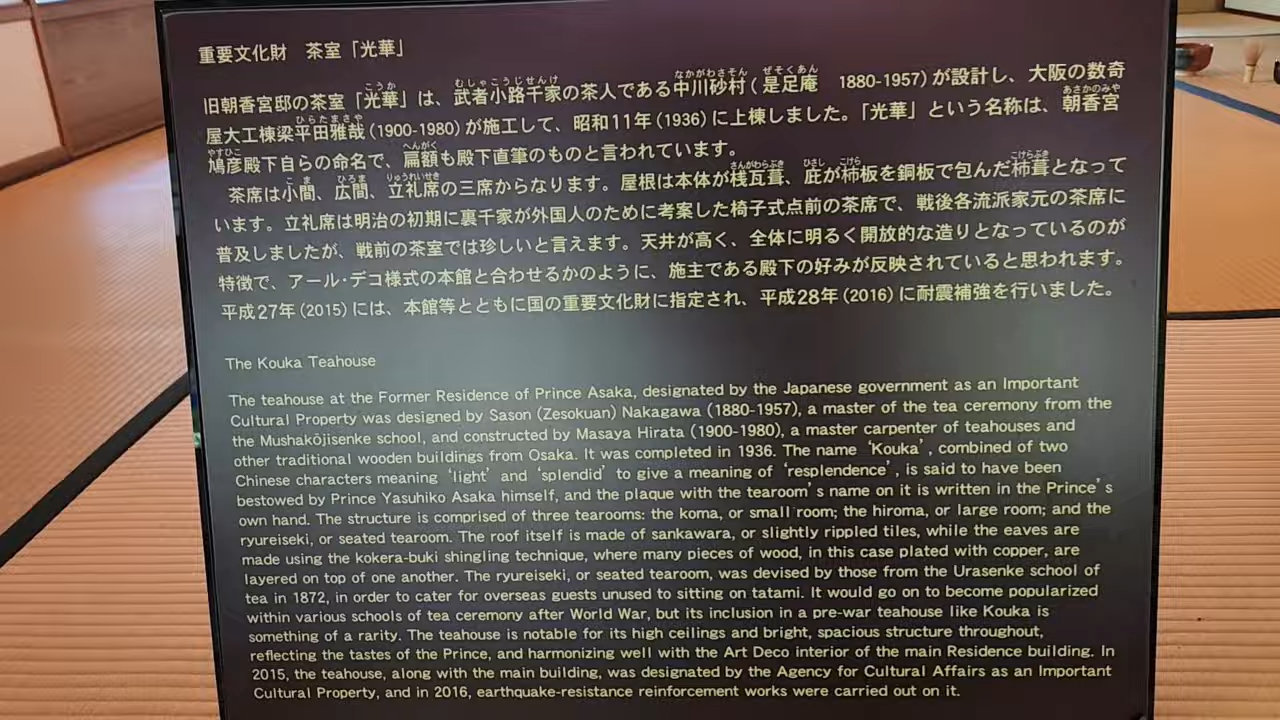 重要文化財　茶室「光華」
旧朝香宮邸の茶室「光華」は、武者小路千家の茶人である中川砂村（是足庵　1880-1957）が設計し、大阪の数奇
屋大工棟梁平田雅哉（1900-1980）が施工して、昭和11年（1936）に上棟しました。「光華」という名称は、朝香宮
鳩彦殿下自らの命名で、扁額も殿下直筆のものと言われています。
　茶席は小間、広間、立礼席の三席からなります。屋根は本体が桟瓦葺、庇が杮板を銅板で包んだ杮葺となって
います。立礼席は明治の初期に裏千家が外国人のために考案した椅子式点前の茶席で、戦後各流派家元の茶席に
普及しましたが、戦前の茶室では珍しいと言えます。天井が高く、全体に明るく開放的な造りとなっているのが
特徴で、アール・デコ様式の本館と合わせるかのように、施主である殿下の好みが反映されていると思われます。
平成27年（2015）には、本館等とともに国の重要文化財に指定され、平成28年（2016）に耐震補強を行いました。
The Kouka Teahouse
The teahouse at the Former Residence of Prince Asaka, designated by the Japanese government as an Important
Cultural Property was designed by Sason (Zesokuan) Nakagawa (1880-1957), a master of the tea ceremony from the
the Mushakōjisenke school, and constructed by Masaya Hirata (1900-1980), a master carpenter of teahouses and
other traditional wooden buildings from Osaka. It was completed in 1936. The name 'Kouka', combined of two
Chinese characters meaning 'light' and 'splendid' to give a meaning of 'resplendence', is said to have been
bestowed by Prince Yasuhiko Asaka himself, and the plaque with the tearoom's name on it is written in the Prince's
own hand. The structure is comprised of three tearooms: the koma, or small room; the hiroma, or large room; and the
ryureiseki, or seated tearoom. The roof itself is made of sankawara, or slightly rippled tiles, while the eaves are
made using the kokera-buki shingling technique, where many pieces of wood, in this case plated with copper, are
layered on top of one another. The ryureiseki, or seated tearoom, was devised by those from the Urasenke school of
tea in 1872, in order to cater for overseas guests unused to sitting on tatami. It would go on to become popularized
within various schools of tea ceremony after World War, but its inclusion in a pre-war teahouse like Kouka is
something of a rarity. The teahouse is notable for its high ceilings and bright, spacious structure throughout,
reflecting the tastes of the Prince, and harmonizing well with the Art Deco interior of the main Residence building. In
2015, the teahouse, along with the main building, was designated by the Agency for Cultural Affairs as an Important
Cultural Property, and in 2016, earthquake-resistance reinforcement works were carried out on it.